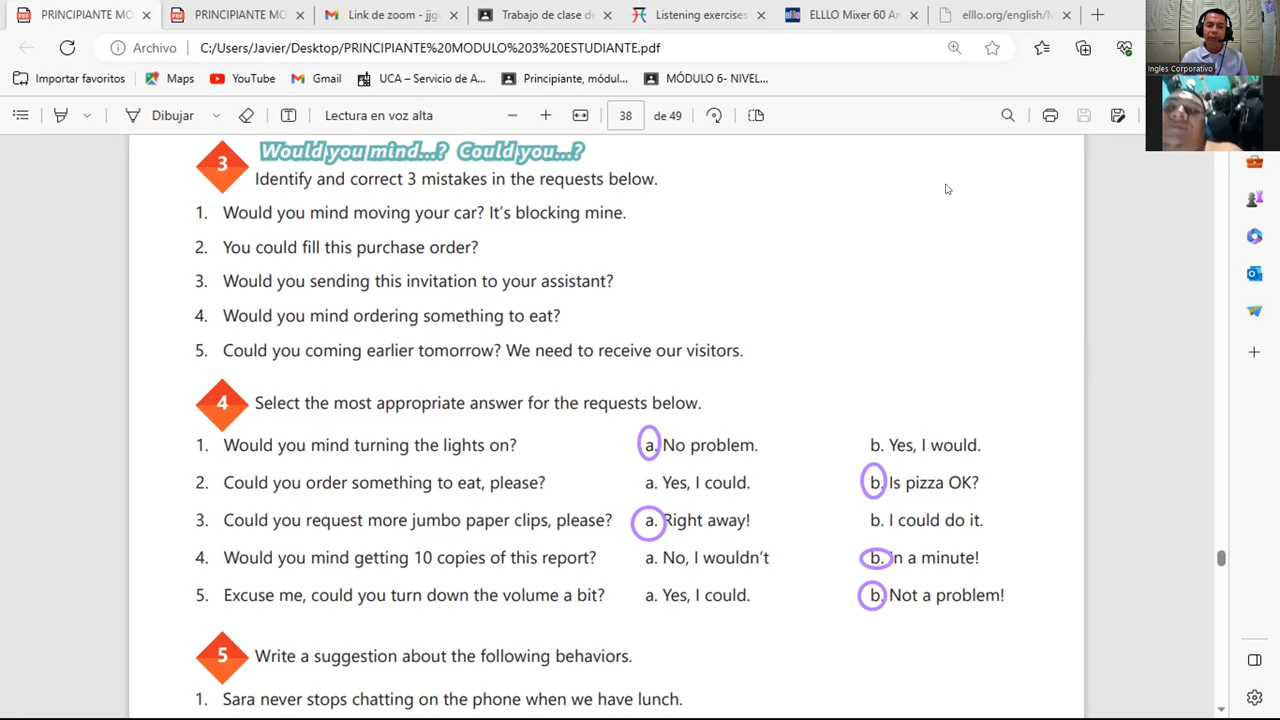 PRINCIPIANTE MO
PRINCIPIANTE MO
Link de zoom - jjg
Trabajo de clase d
Listening exercises
ELLLO Mixer 60 A
elllo.org/english/
Archivo
C:/Users/Javier/Desktop/PRINCIPIANTE%20MODULO%203%20ESTUDIANTE.pdf
Ingles Corporativo
Importar favoritos
Maps
YouTube
Gmail
UCA – Servicio de A...
Principiante, módul...
MÓDULO 6- NIVEL...
Dibujar
Lectura en voz alta
38
de 49
3
Would you mind...? Could you...?
Identify and correct 3 mistakes in the requests below.
1. Would you mind moving your car? It's blocking mine.
2. You could fill this purchase order?
3. Would you sending this invitation to your assistant?
4. Would you mind ordering something to eat?
5. Could you coming earlier tomorrow? We need to receive our visitors.
4
Select the most appropriate answer for the requests below.
1. Would you mind turning the lights on? a. No problem. b. Yes, I would.
2. Could you order something to eat, please? a. Yes, I could. b. Is pizza OK?
3. Could you request more jumbo paper clips, please? a. Right away! b. I could do it.
4. Would you mind getting 10 copies of this report? a. No, I wouldn't b. In a minute!
5. Excuse me, could you turn down the volume a bit? a. Yes, I could. b. Not a problem!
5
Write a suggestion about the following behaviors.
1. Sara never stops chatting on the phone when we have lunch.